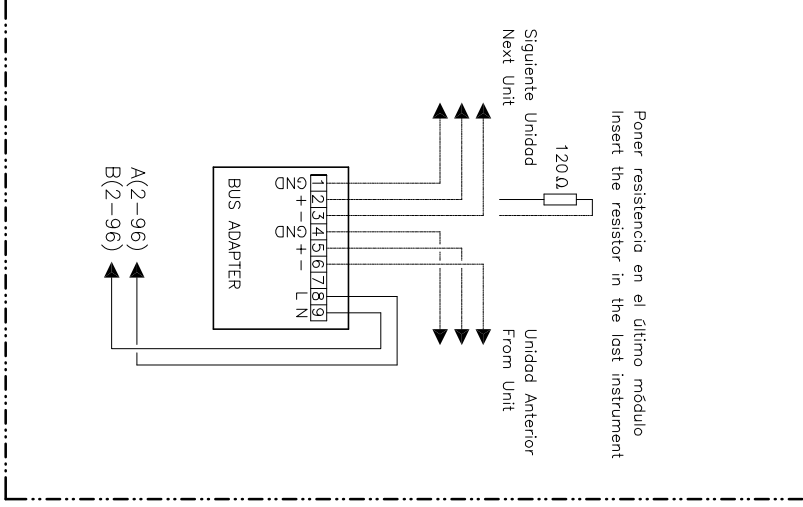 Poner resistencia en el último módulo
Insert the resistor in the last instrument
120Ω
Siguiente Unidad
Next Unit
Unidad Anterior
From Unit
1 2 3 4 5 6 7 8 9
GND + - GND + - L N
BUS ADAPTER
A(2-96)
B(2-96)